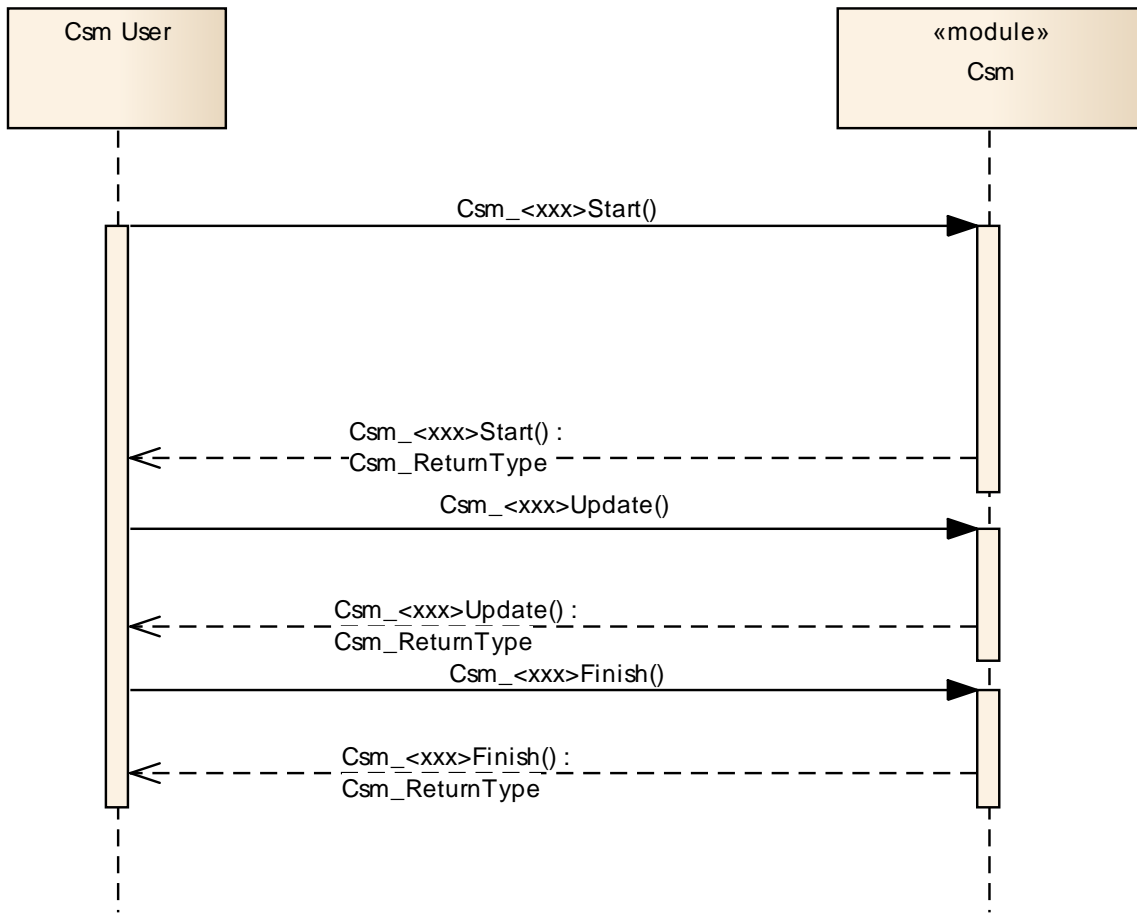 Csm User
«module»
Csm
Csm_<xxx>Start()
Csm_<xxx>Start() :
Csm_ReturnType
Csm_<xxx>Update()
Csm_<xxx>Update() :
Csm_ReturnType
Csm_<xxx>Finish()
Csm_<xxx>Finish() :
Csm_ReturnType